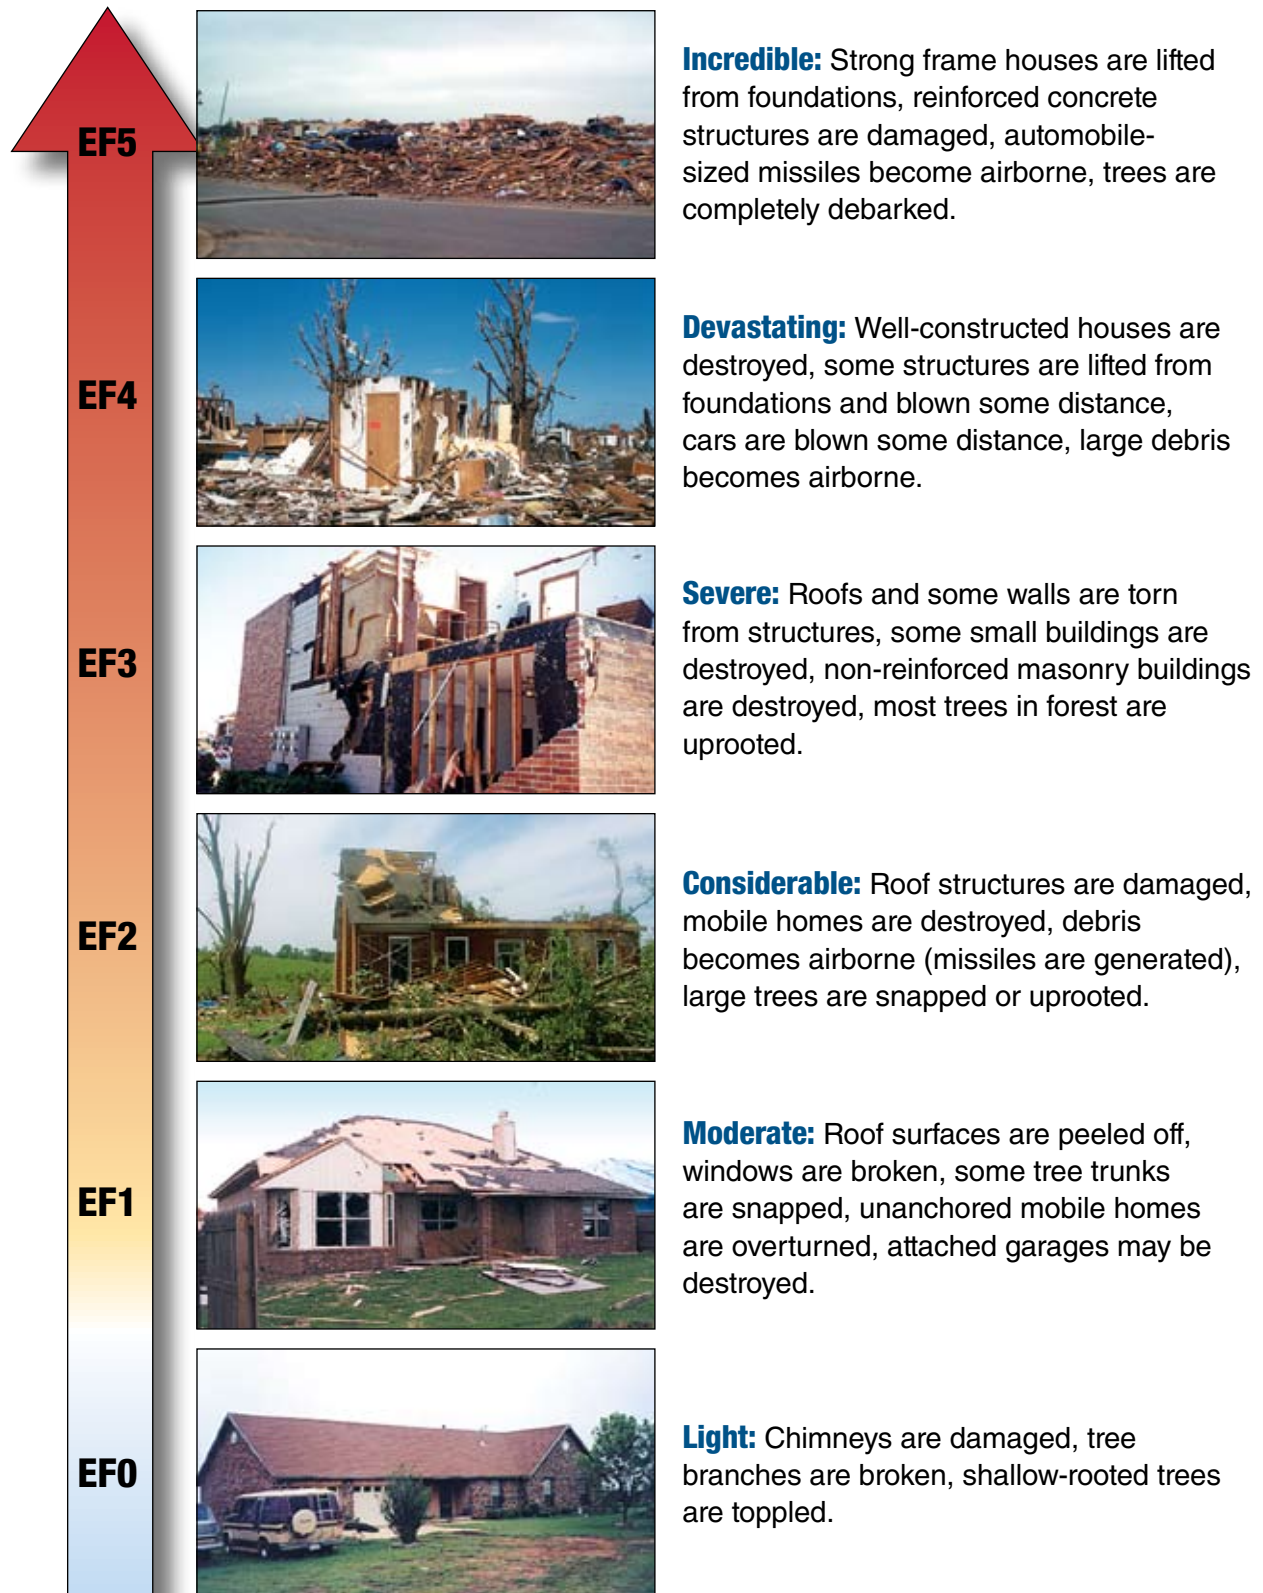 EF5
Incredible: Strong frame houses are lifted
from foundations, reinforced concrete
structures are damaged, automobile-
sized missiles become airborne, trees are
completely debarked.
EF4
Devastating: Well-constructed houses are
destroyed, some structures are lifted from
foundations and blown some distance,
cars are blown some distance, large debris
becomes airborne.
EF3
Severe: Roofs and some walls are torn
from structures, some small buildings are
destroyed, non-reinforced masonry buildings
are destroyed, most trees in forest are
uprooted.
EF2
Considerable: Roof structures are damaged,
mobile homes are destroyed, debris
becomes airborne (missiles are generated),
large trees are snapped or uprooted.
EF1
Moderate: Roof surfaces are peeled off,
windows are broken, some tree trunks
are snapped, unanchored mobile homes
are overturned, attached garages may be
destroyed.
EF0
Light: Chimneys are damaged, tree
branches are broken, shallow-rooted trees
are toppled.